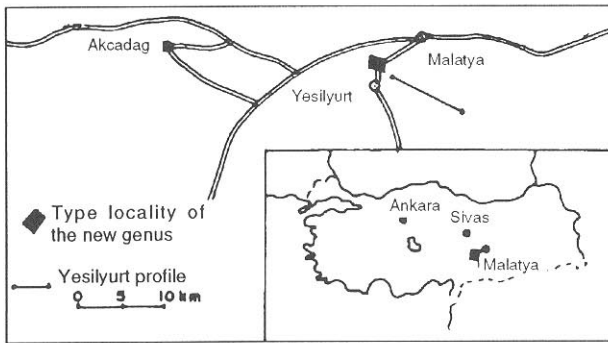 Akcadag
Malatya
Yesilyurt
Ankara
Sivas
Malatya
Type locality of
the new genus
Yesilyurt profile
0 5 10 km